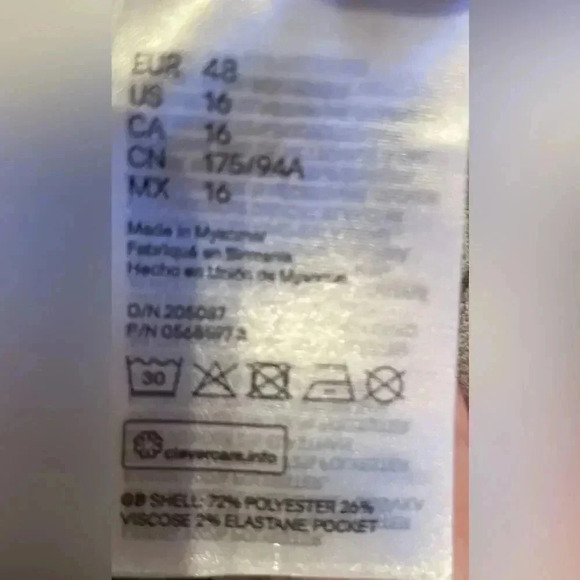 EUR 48
US 16
CA 16
CN 175/94A
MX 16
Made in Myanmar
Fabriqué en Birmanie
Hecho en Unión de Myanmar
O/N 205087
P/N
30
clevercare.info
GB SHELL: 72% POLYESTER 26%
VISCOSE 2% ELASTANE POCKET